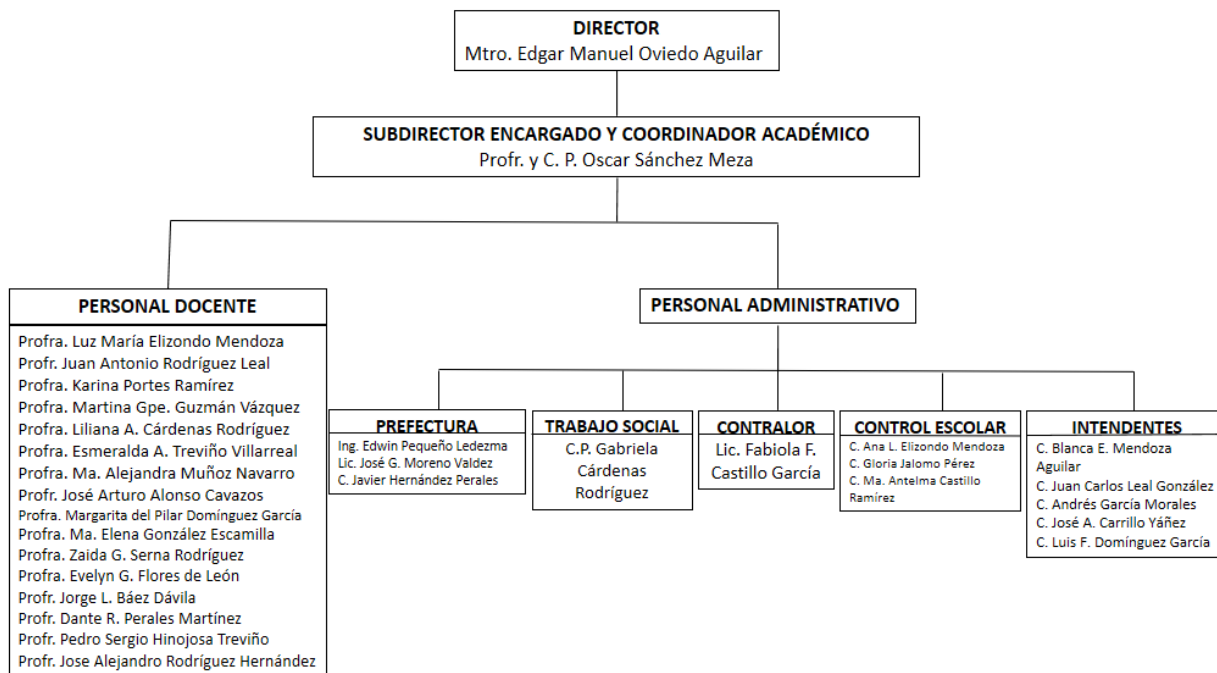 DIRECTOR
Mtro. Edgar Manuel Oviedo Aguilar
SUBDIRECTOR ENCARGADO Y COORDINADOR ACADÉMICO
Profr. y C. P. Oscar Sánchez Meza
PERSONAL DOCENTE
Profra. Luz María Elizondo Mendoza
Profr. Juan Antonio Rodríguez Leal
Profra. Karina Portes Ramírez
Profra. Martina Gpe. Guzmán Vázquez
Profra. Liliana A. Cárdenas Rodríguez
Profra. Esmeralda A. Treviño Villarreal
Profra. Ma. Alejandra Muñoz Navarro
Profr. José Arturo Alonso Cavazos
Profra. Margarita del Pilar Domínguez García
Profra. Ma. Elena González Escamilla
Profra. Zaida G. Serna Rodríguez
Profra. Evelyn G. Flores de León
Profr. Jorge L. Báez Dávila
Profr. Dante R. Perales Martínez
Profr. Pedro Sergio Hinojosa Treviño
Profr. Jose Alejandro Rodríguez Hernández
PERSONAL ADMINISTRATIVO
PREFECTURA
Ing. Edwin Pequeño Ledezma
Lic. José G. Moreno Valdez
C. Javier Hernández Perales
TRABAJO SOCIAL
C.P. Gabriela
Cárdenas
Rodríguez
CONTRALOR
Lic. Fabiola F.
Castillo García
CONTROL ESCOLAR
C. Ana L. Elizondo Mendoza
C. Gloria Jalomo Pérez
C. Ma. Antelma Castillo
Ramírez
INTENDENTES
C. Blanca E. Mendoza
Aguilar
C. Juan Carlos Leal González
C. Andrés García Morales
C. José A. Carrillo Yáñez
C. Luis F. Domínguez García